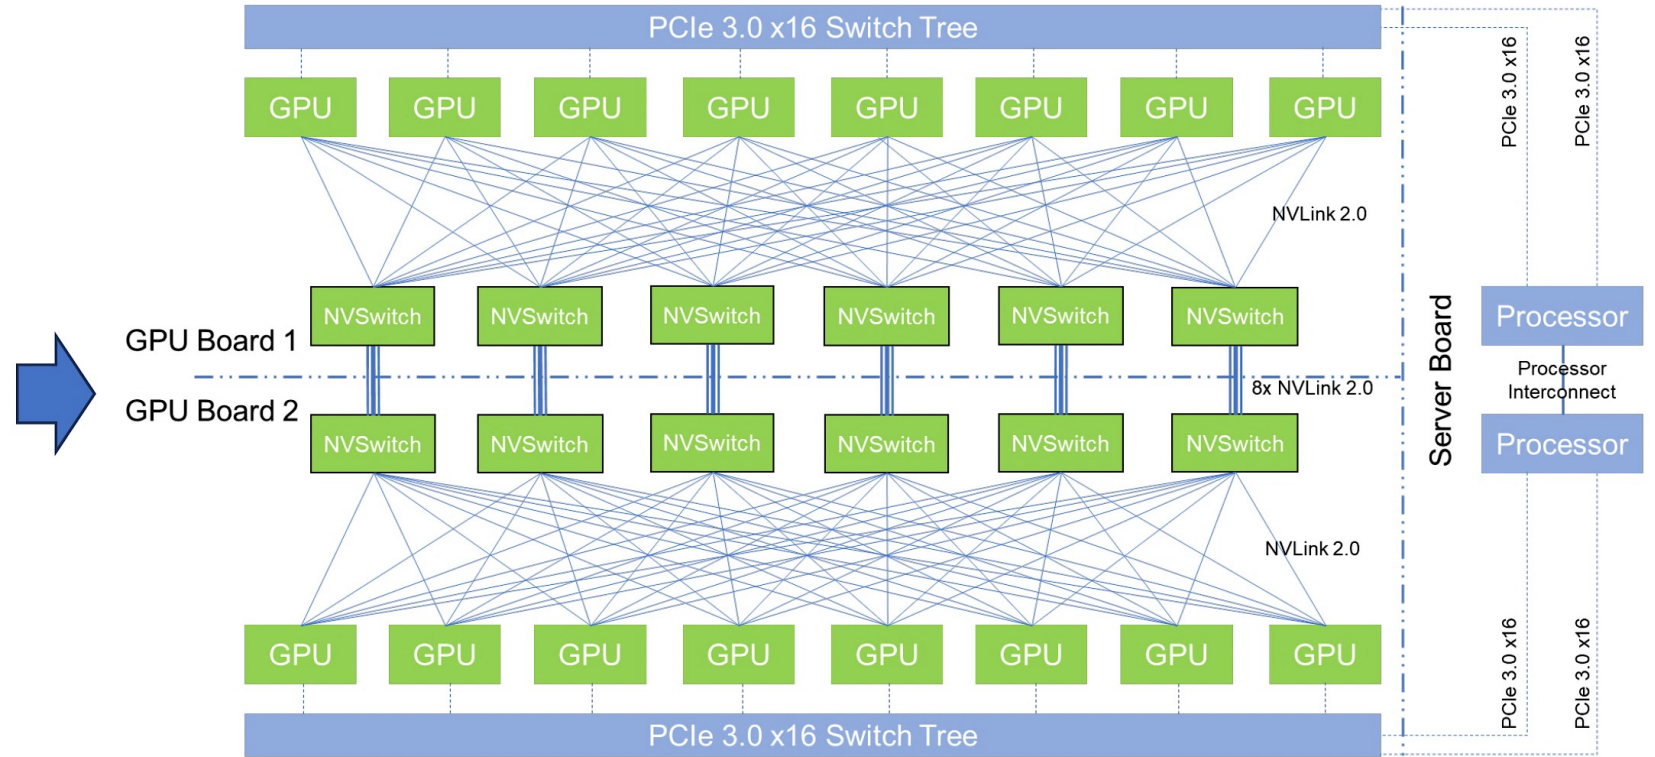 PCIe 3.0 x16 Switch Tree
GPU GPU GPU GPU GPU GPU GPU GPU
PCIe 3.0 x16
PCIe 3.0 x16
NVLink 2.0
NVSwitch NVSwitch NVSwitch NVSwitch NVSwitch NVSwitch
Processor
GPU Board 1
Server Board
Processor
Interconnect
8x NVLink 2.0
GPU Board 2
NVSwitch NVSwitch NVSwitch NVSwitch NVSwitch NVSwitch
Processor
NVLink 2.0
GPU GPU GPU GPU GPU GPU GPU GPU
PCIe 3.0 x16
PCIe 3.0 x16
PCIe 3.0 x16 Switch Tree